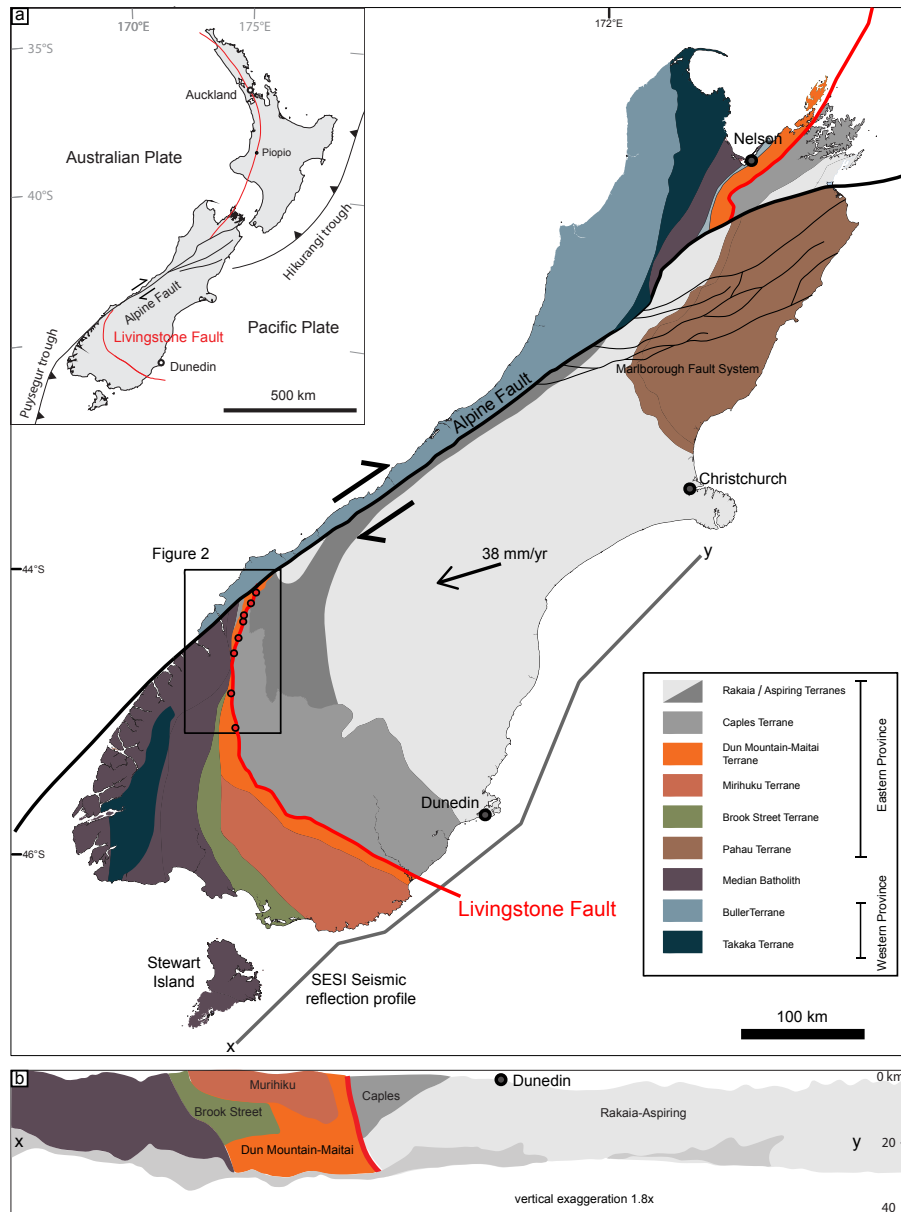 a
170°E
175°E
35°S
Auckland
Australian Plate
Piopio
40°S
Hikurangi trough
Alpine Fault
Livingstone Fault
Pacific Plate
Puysegur trough
Dunedin
500 km
172°E
Nelson
Marlborough Fault System
Alpine Fault
Christchurch
Figure 2
44°S
38 mm/yr
y
Rakaia / Aspiring Terranes
Caples Terrane
Dun Mountain-Maitai
Terrane
Mirihuku Terrane
Brook Street Terrane
Pahau Terrane
Median Batholith
BullerTerrane
Takaka Terrane
Eastern Province
Western Province
Dunedin
46°S
Livingstone Fault
Stewart
Island
SESI Seismic
reflection profile
x
100 km
b
Murihiku
Caples
Dunedin
0 km
Brook Street
Rakaia-Aspiring
x
Dun Mountain-Maitai
y
20
vertical exaggeration 1.8x
40